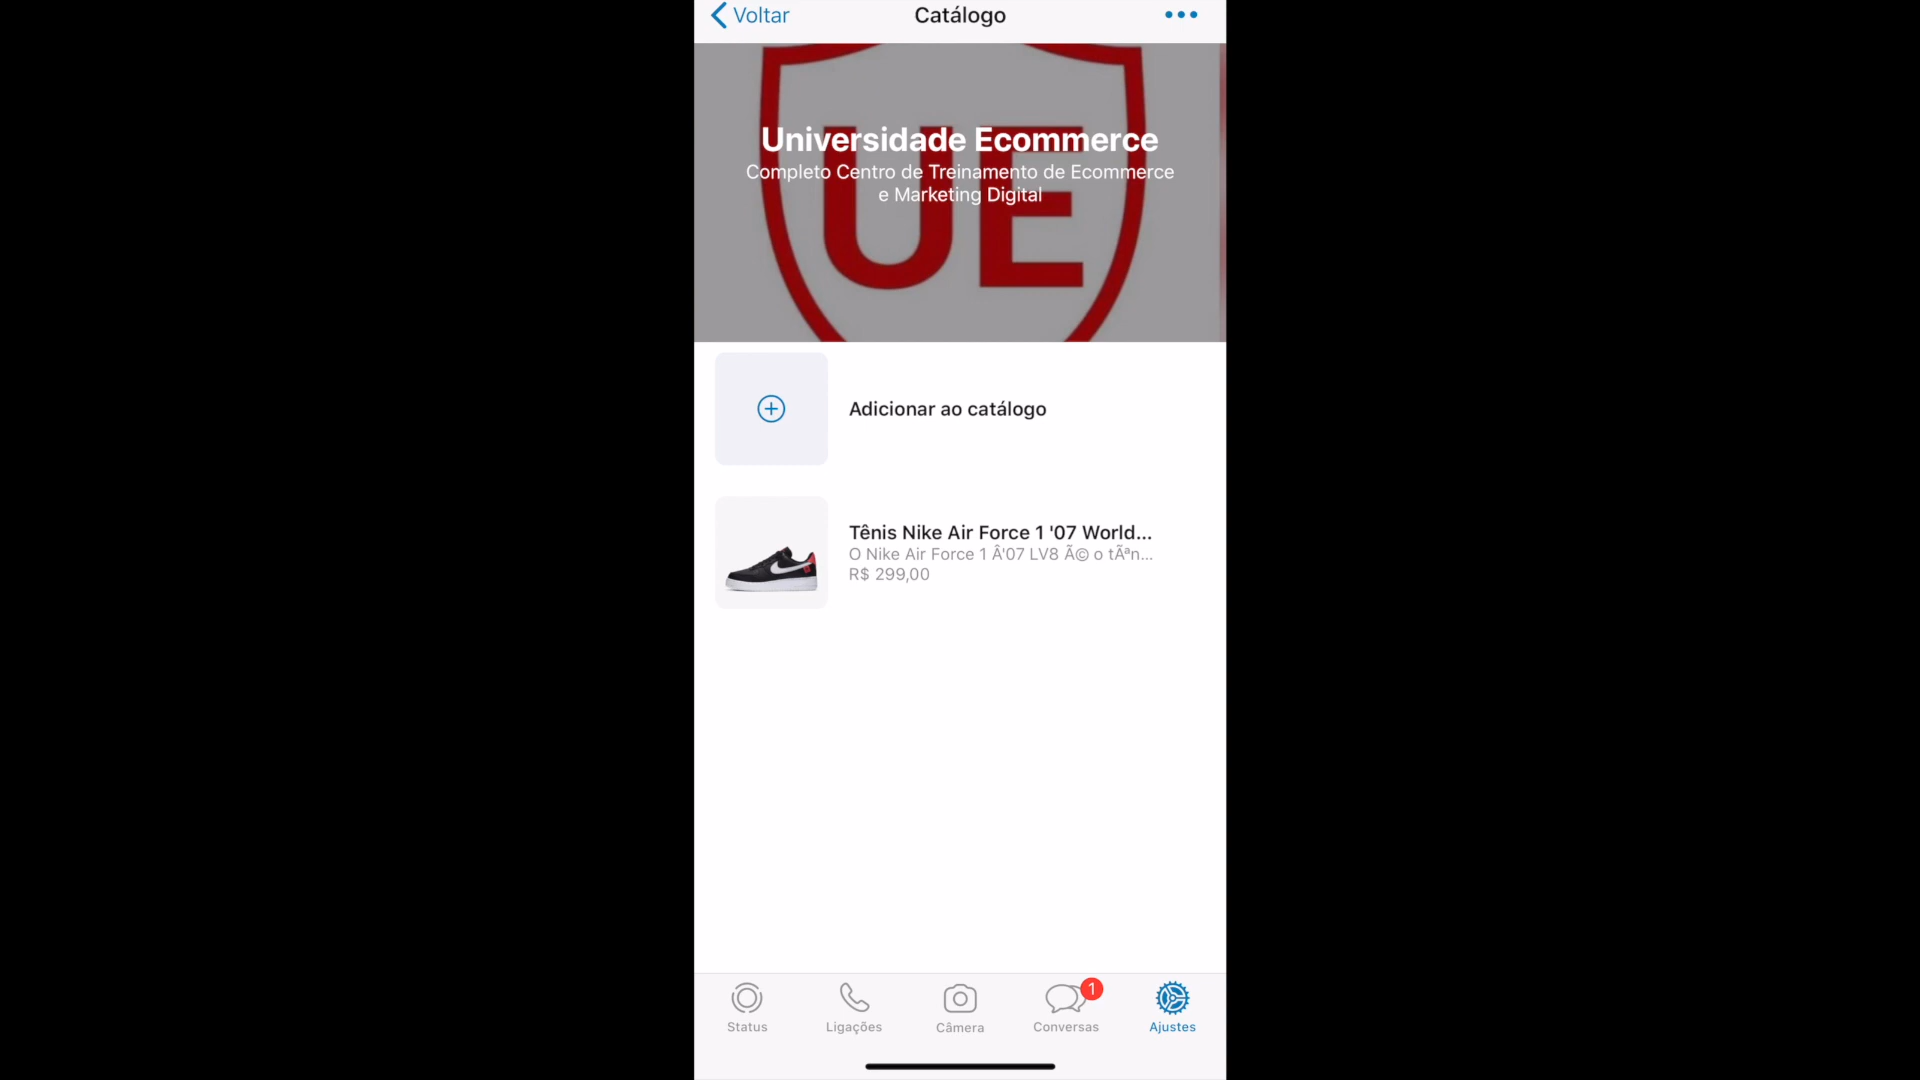 Voltar
Catálogo
UE
Universidade Ecommerce
Completo Centro de Treinamento de Ecommerce
e Marketing Digital
Adicionar ao catálogo
Tênis Nike Air Force 1 '07 World...
O Nike Air Force 1 Â'07 LV8 Ã© o tÃªn...
R$ 299,00
Status
Ligações
Câmera
1
Conversas
Ajustes